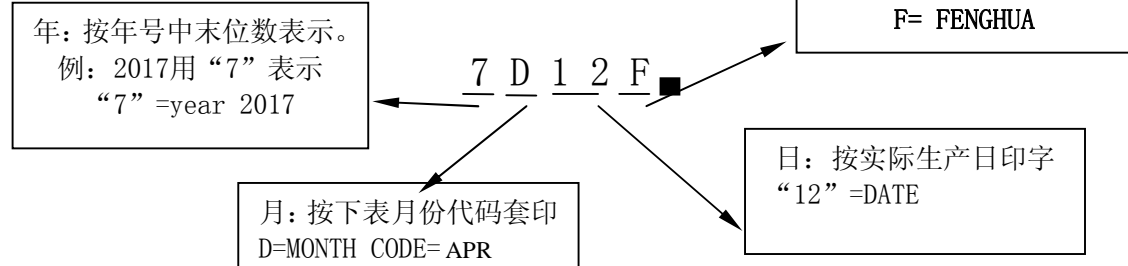 F= FENGHUA
年：按年号中末位数表示。
例：2017用“7”表示
“7”=year 2017
7 D 1 2 F■
日：按实际生产日印字
“12”=DATE
月：按下表月份代码套印
D=MONTH CODE= APR